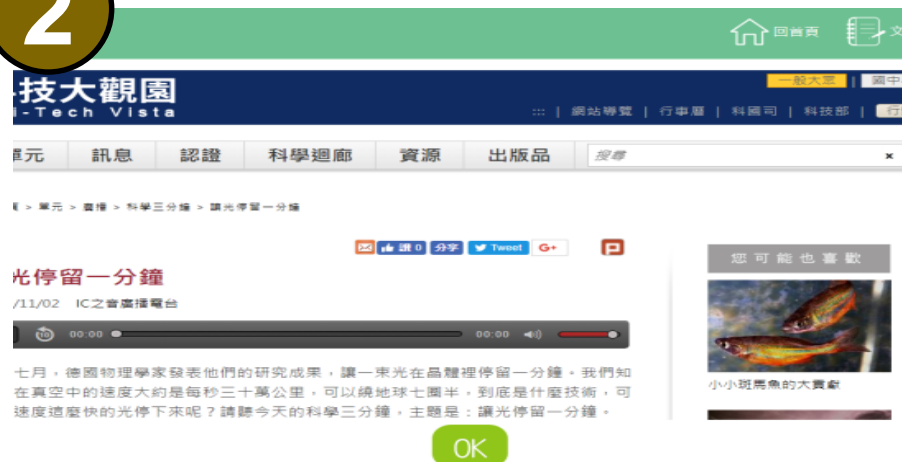 2
回首頁 文
技大觀園
i-Tech Vista
一般大眾 | 國中
::: | 網站導覽 | 行事曆 | 科國司 | 科技部 | 行
單元 訊息 認證 科學迴廊 資源 出版品 搜尋 ×
頁 > 單元 > 廣播 > 科學三分鐘 > 讓光停留一分鐘
讚 0 分享 Tweet G+
您可能也喜歡
光停留一分鐘
/11/02 IC之音廣播電台
10 00:00 00:00
七月，德國物理學家發表他們的研究成果，讓一束光在晶體裡停留一分鐘。我們知
在真空中的速度大約是每秒三十萬公里，可以繞地球七圈半，到底是什麼技術，可
速度這麼快的光停下來呢？請聽今天的科學三分鐘，主題是：讓光停留一分鐘。
小小斑馬魚的大貢獻
OK